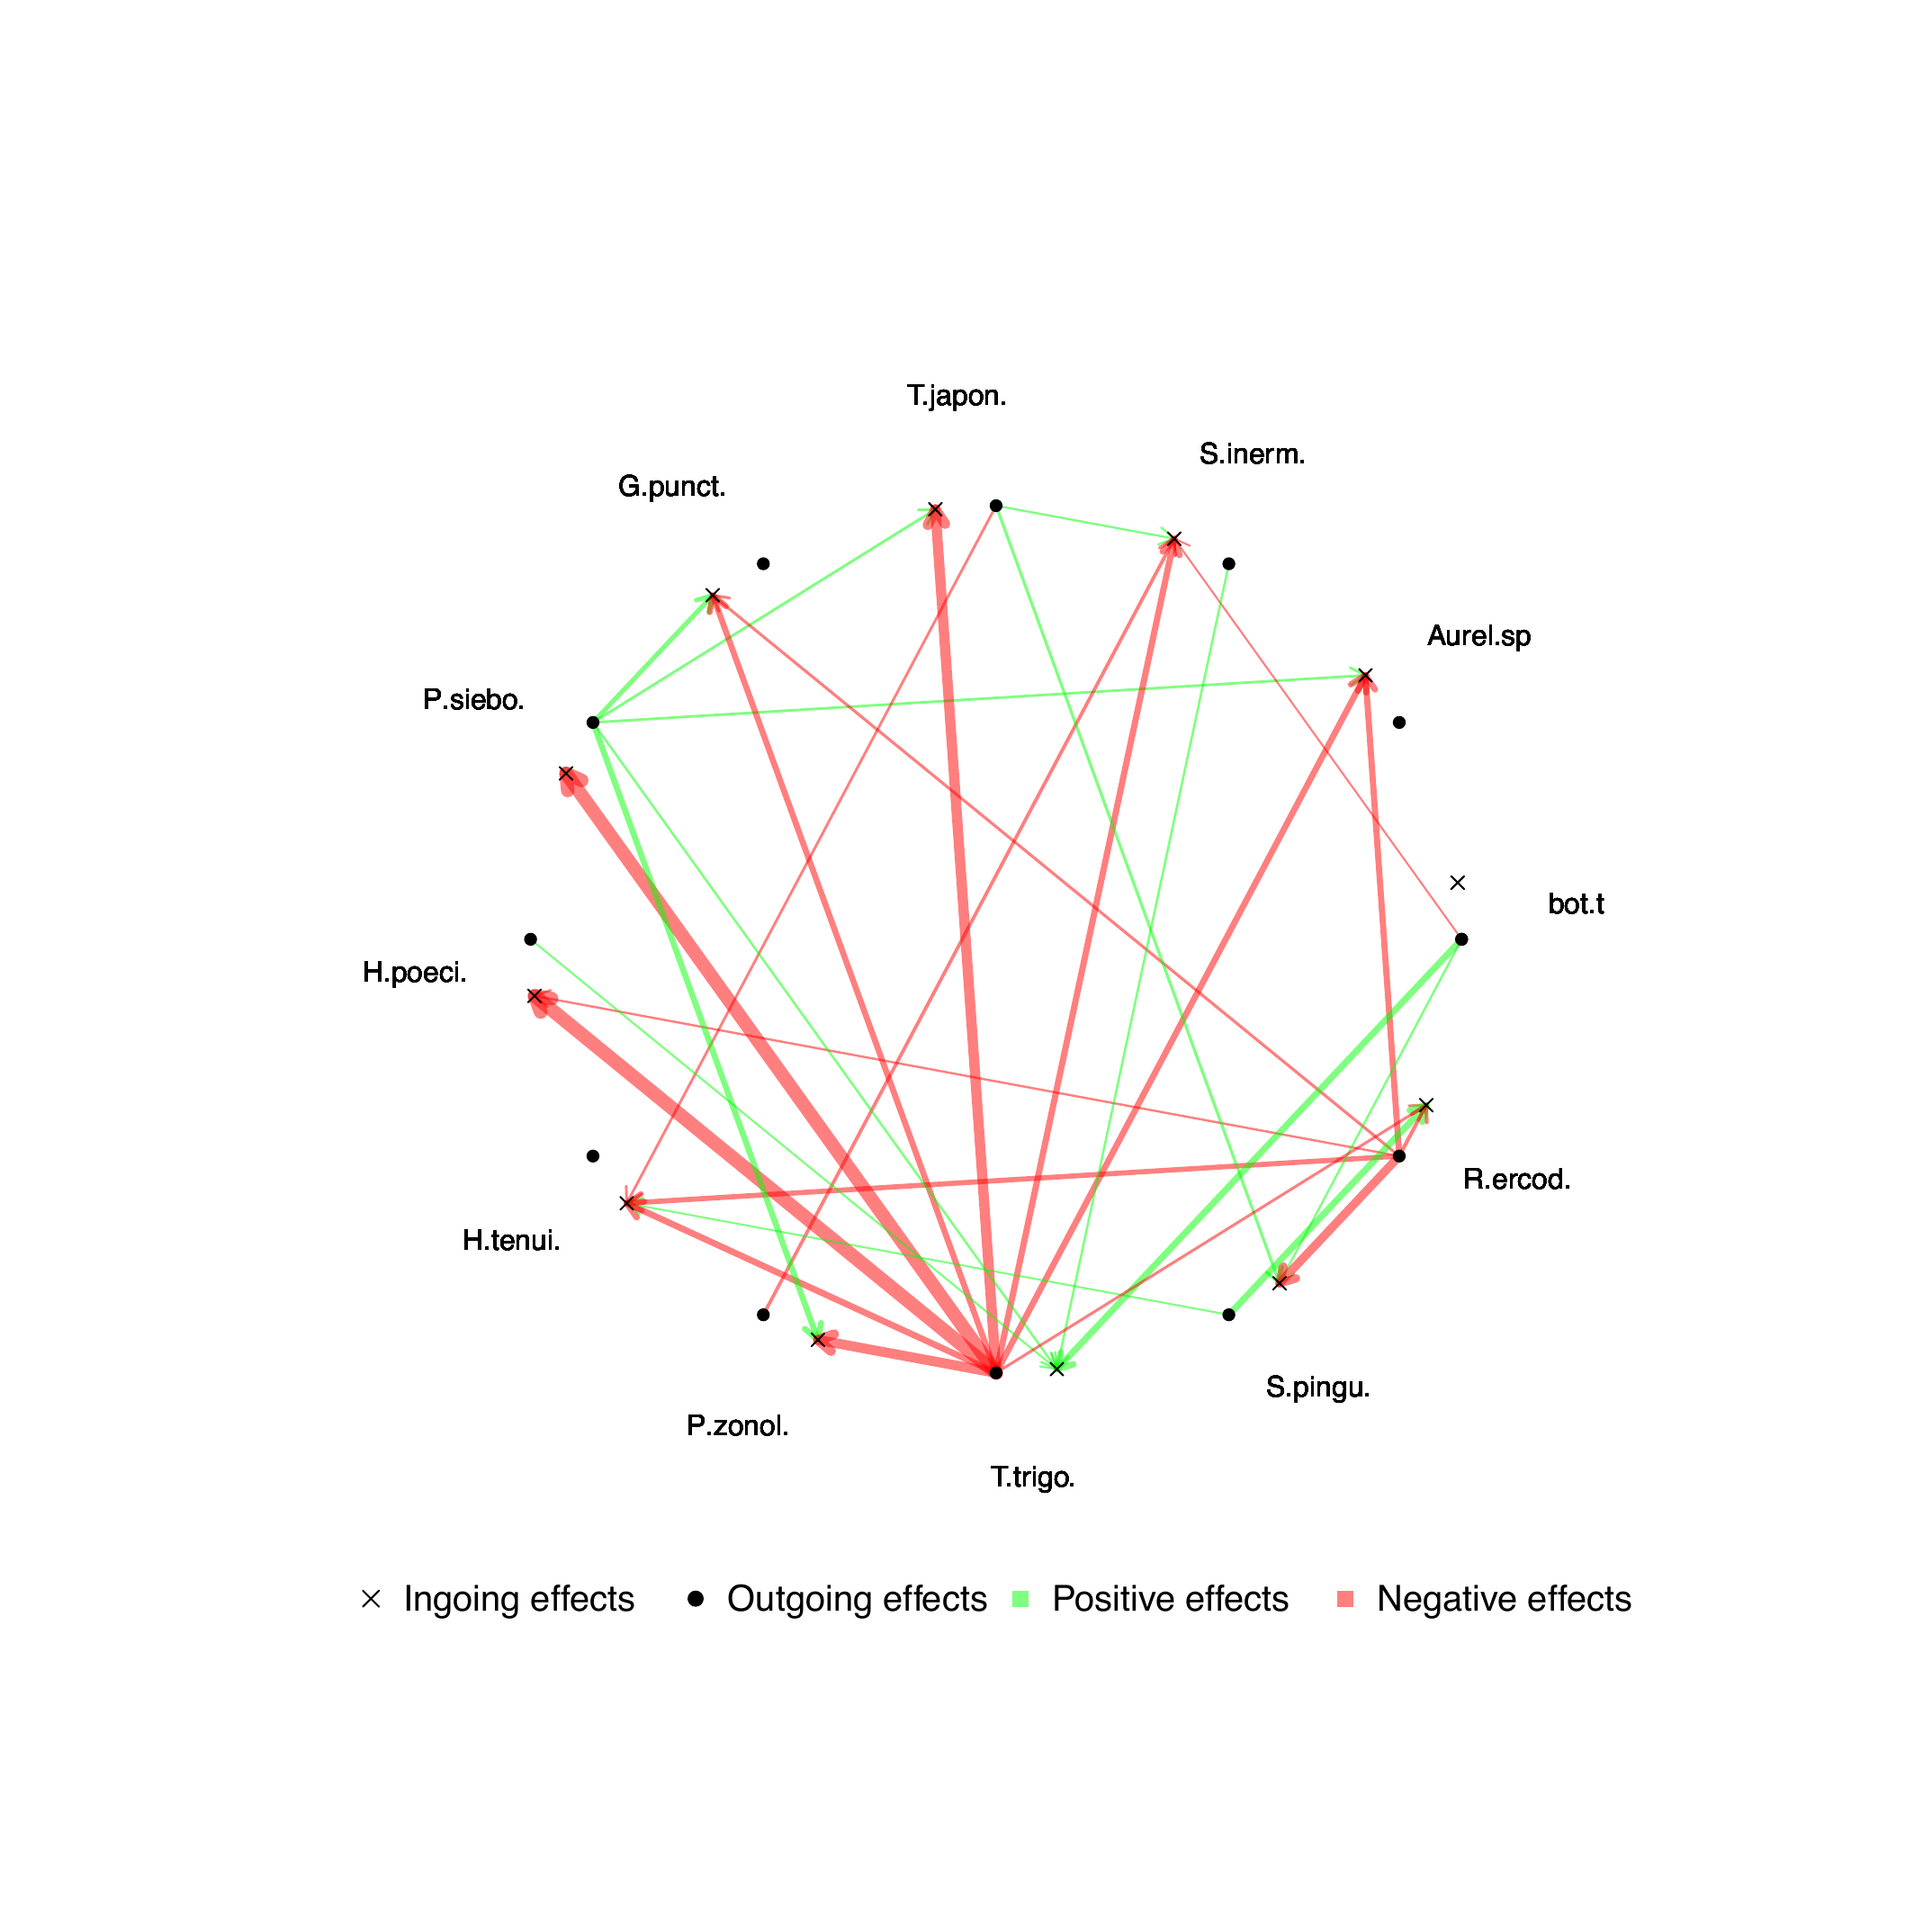 T.japon.
S.inerm.
G.punct.
Aurel.sp
P.siebo.
bot.t
H.poeci.
R.ercod.
H.tenui.
S.pingu.
P.zonol.
T.trigo.
Ingoing effects
Outgoing effects
Positive effects
Negative effects